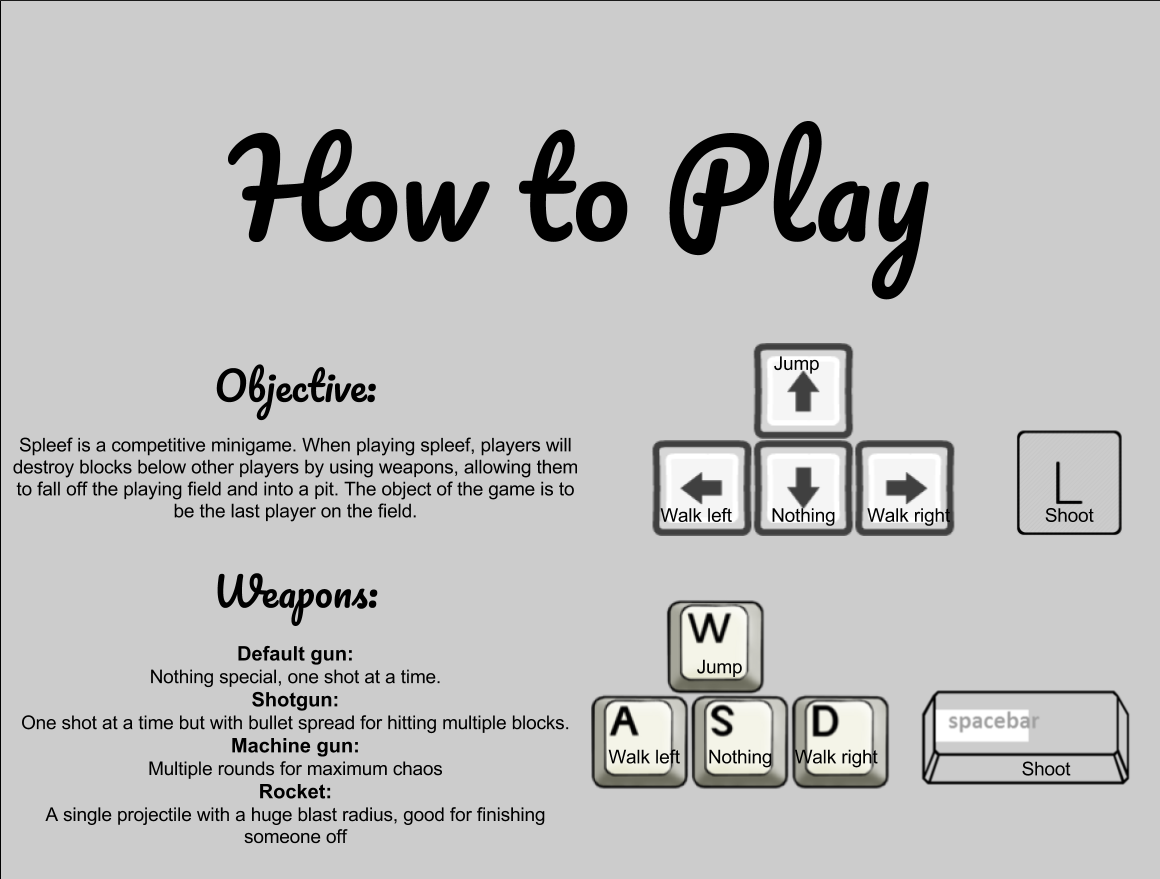 How to Play
Objective:
Spleef is a competitive minigame. When playing spleef, players will
destroy blocks below other players by using weapons, allowing them
to fall off the playing field and into a pit. The object of the game is to
be the last player on the field.
Weapons:
Default gun:
Nothing special, one shot at a time.
Shotgun:
One shot at a time but with bullet spread for hitting multiple blocks.
Machine gun:
Multiple rounds for maximum chaos
Rocket:
A single projectile with a huge blast radius, good for finishing
someone off
Jump
Walk left
Nothing
Walk right
L
Shoot
W
Jump
A
Walk left
S
Nothing
D
Walk right
spacebar
Shoot